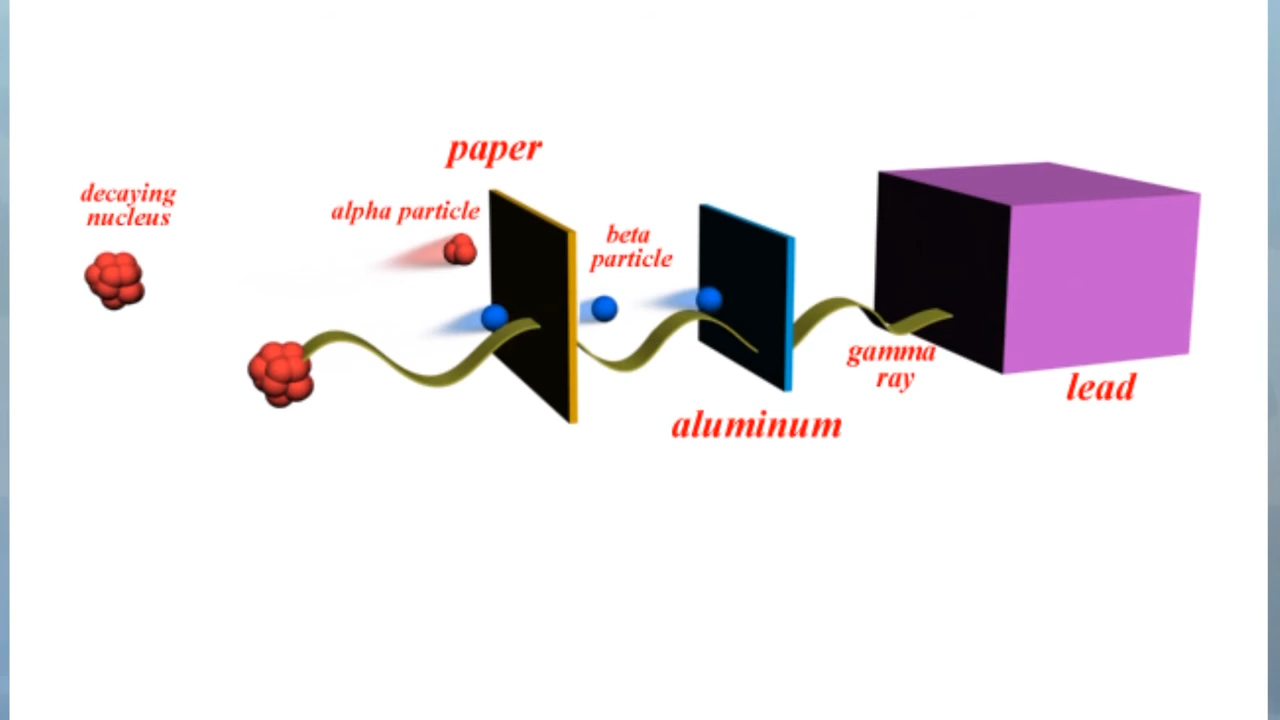 paper
decaying
nucleus
alpha particle
beta
particle
gamma
ray
lead
aluminum